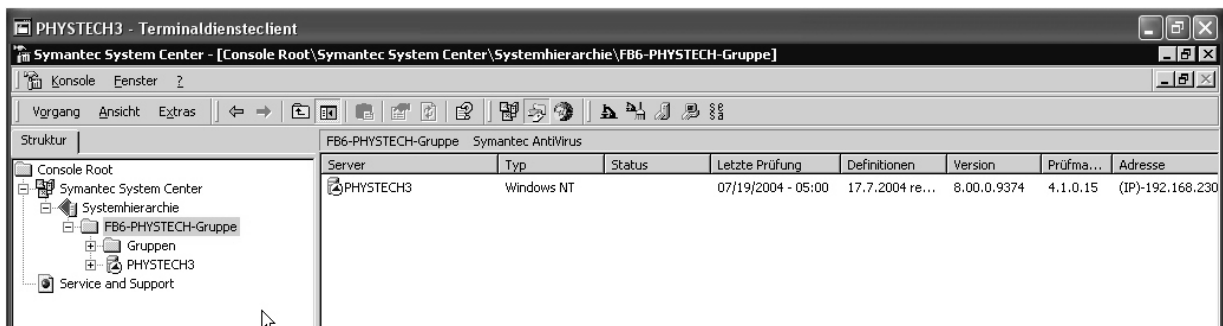 PHYSTECH3 - Terminaldiensteclient
Symantec System Center - [Console Root\Symantec System Center\Systemhierarchie\FB6-PHYSTECH-Gruppe]
Konsole Fenster ?
Vorgang Ansicht Extras
Struktur
FB6-PHYSTECH-Gruppe Symantec AntiVirus
Console Root
Symantec System Center
Systemhierarchie
FB6-PHYSTECH-Gruppe
Gruppen
PHYSTECH3
Service and Support
Server Typ Status Letzte Prüfung Definitionen Version Prüfma... Adresse
PHYSTECH3 Windows NT 07/19/2004 - 05:00 17.7.2004 re... 8.00.0.9374 4.1.0.15 (IP)-192.168.230